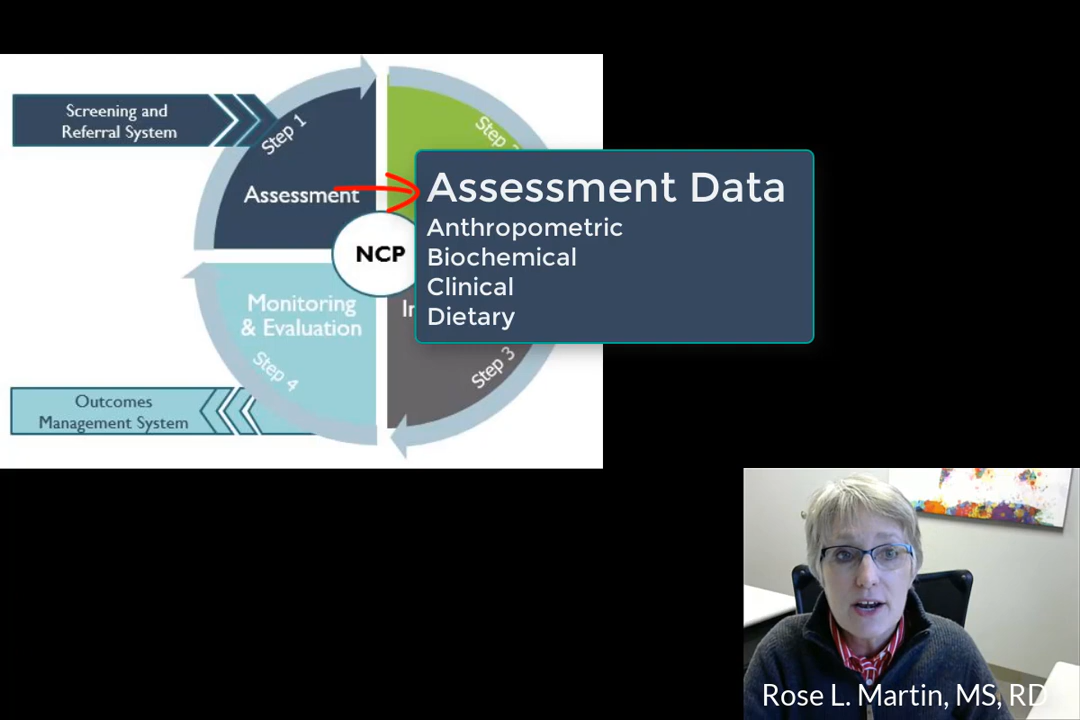 Screening and
Referral System
Step 1
Assessment
Step
Assessment Data
Anthropometric
Biochemical
Clinical
Dietary
NCP
Monitoring
& Evaluation
Step 4
Step 3
Outcomes
Management System
Rose L. Martin, MS, RD